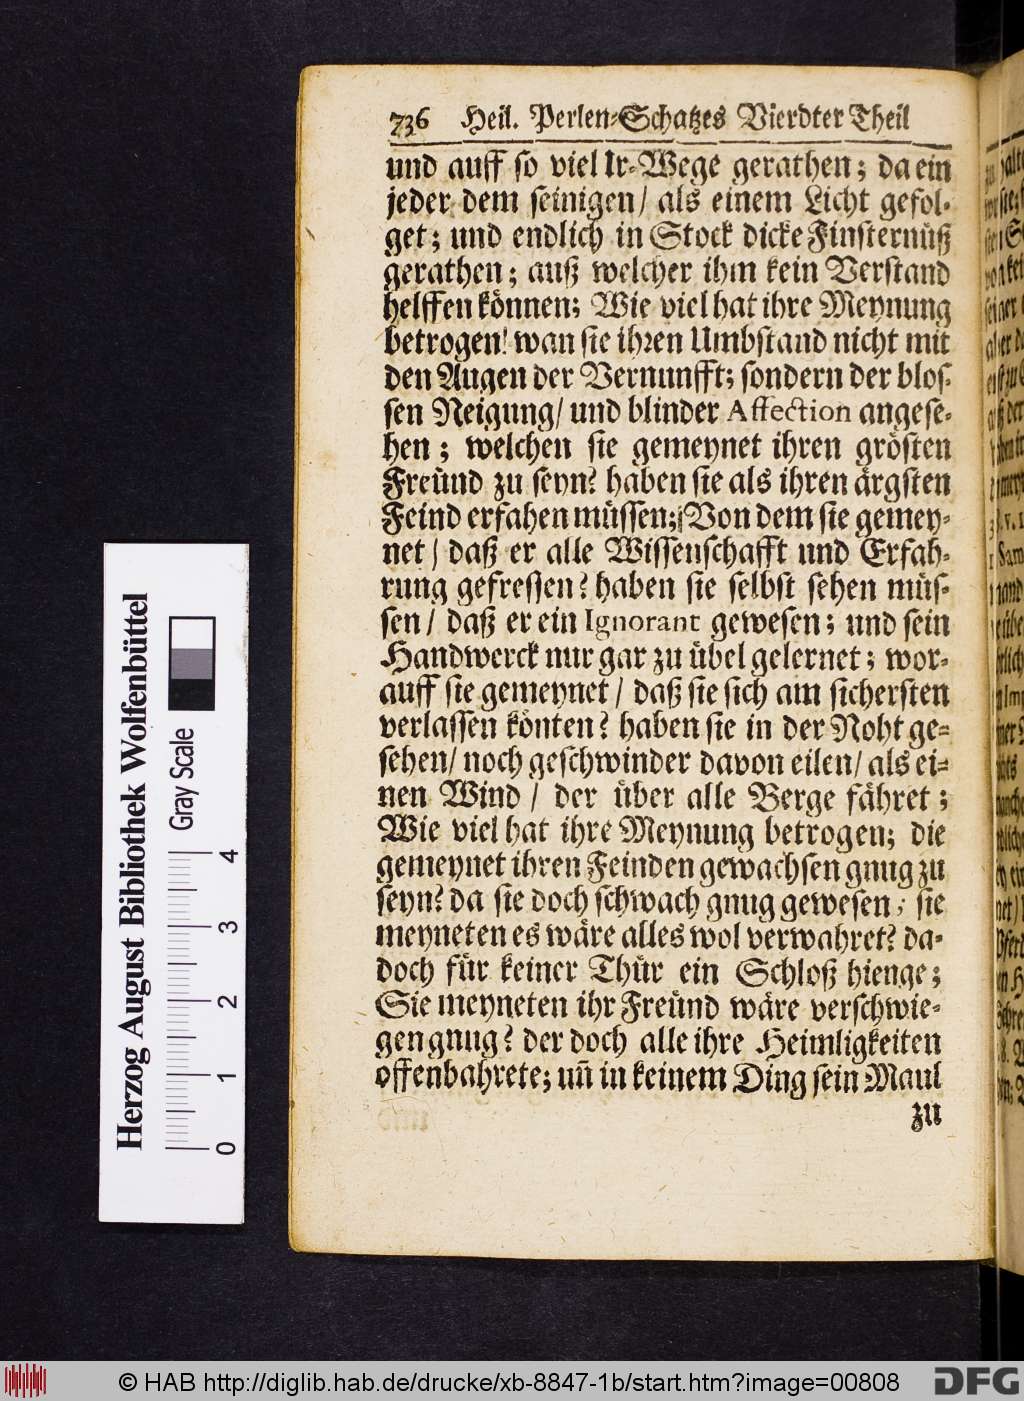 736 Heil. Perlen-Schatzes Vierdter Theil
und auff so viel Ir-Wege gerathen; da ein
jeder dem seinigen/ als einem Licht gefol-
get; und endlich in Stock dicke Finsternüß
gerathen; auß welcher ihm kein Verstand
helffen können; Wie viel hat ihre Meynung
betrogen! wan sie ihren Umbstand nicht mit
den Augen der Vernunfft; sondern der blos-
sen Neigung/ und blinder Affection angese-
hen; welchen sie gemeynet ihren grösten
Freünd zu seyn? haben sie als ihren ärgsten
Feind erfahen müssen; Von dem sie gemey-
net/ daß er alle Wissenschafft und Erfah-
rung gefressen? haben sie selbst sehen müs-
sen/ daß er ein Ignorant gewesen; und sein
Handwerck nur gar zu übel gelernet; wor-
auff sie gemeynet/ daß sie sich am sichersten
verlassen könten? haben sie in der Noht ge-
sehen/ noch geschwinder davon eilen/ als ei-
nen Wind/ der über alle Berge fähret;
Wie viel hat ihre Meynung betrogen; die
gemeynet ihren Feinden gewachsen gnug zu
seyn? da sie doch schwach gnug gewesen; sie
meyneten es wäre alles wol verwahret? da-
doch für keiner Thür ein Schloß hienge;
Sie meyneten ihr Freünd wäre verschwie-
gen gnug? der doch alle ihre Heimligkeiten
offenbahrete; uñ in keinem Ding sein Maul
zu
Herzog August Bibliothek Wolfenbüttel
Gray Scale
0 1 2 3 4
© HAB http://diglib.hab.de/drucke/xb-8847-1b/start.htm?image=00808
DFG